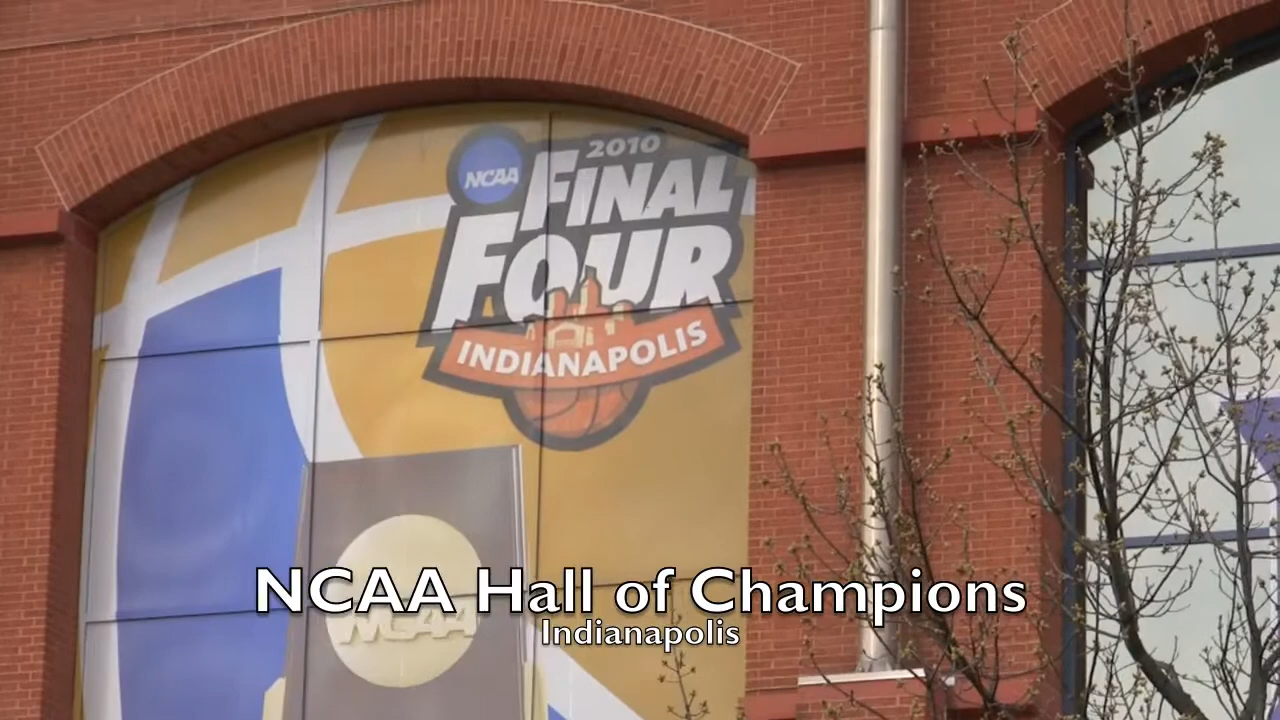 2010
NCAA
FINAL
FOUR
INDIANAPOLIS
NCAA Hall of Champions
NCAA
Indianapolis